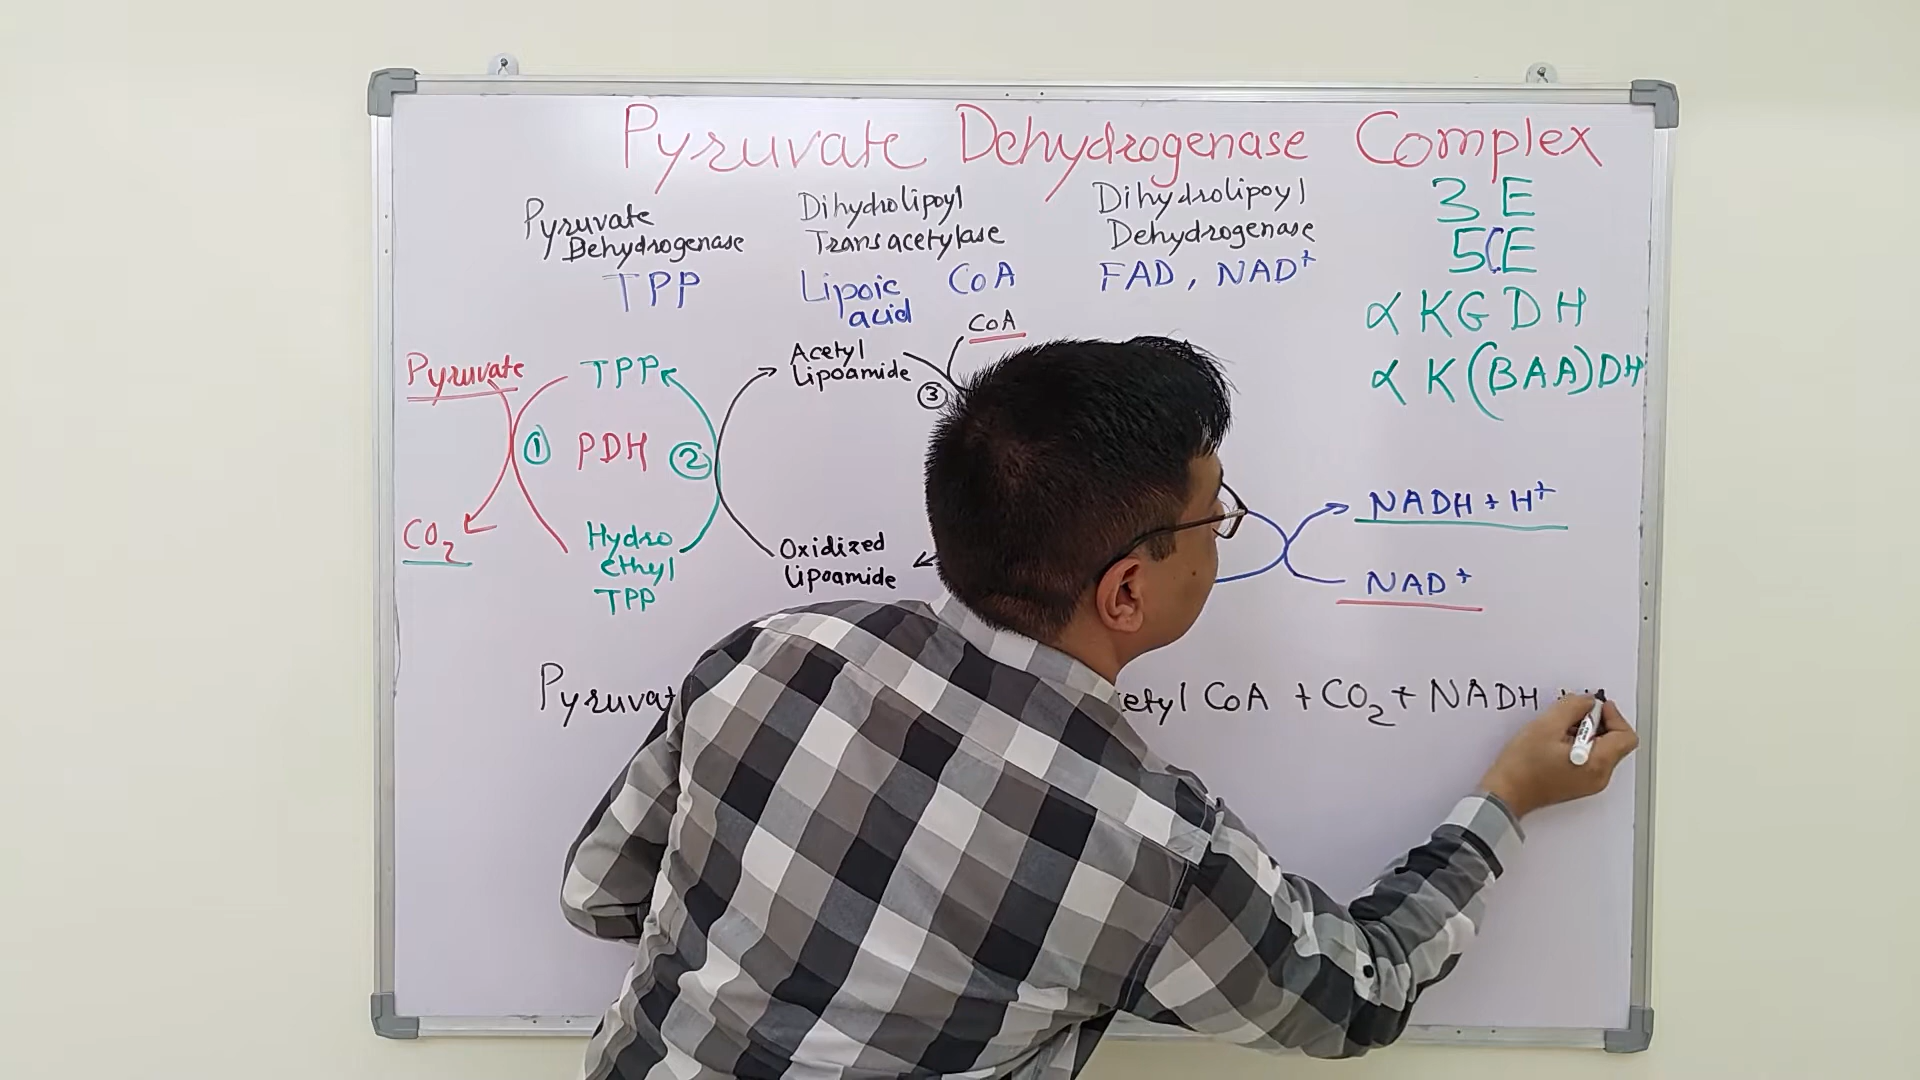 Pyruvate Dehydrogenase Complex
Pyruvate
Dehydrogenase
TPP
Dihydrolipoyl
Transacetylase
Lipoic
acid
CoA
Dihydrolipoyl
Dehydrogenase
FAD, NAD+
3 E
5CE
α KGDH
α K(BAA)DH
Pyruvate
CO2
1
TPP
PDH
2
Hydro
ethyl
TPP
Acetyl
Lipoamide
CoA
3
Oxidized
Lipoamide
NADH + H+
NAD+
CoA + CO2 + NADH +